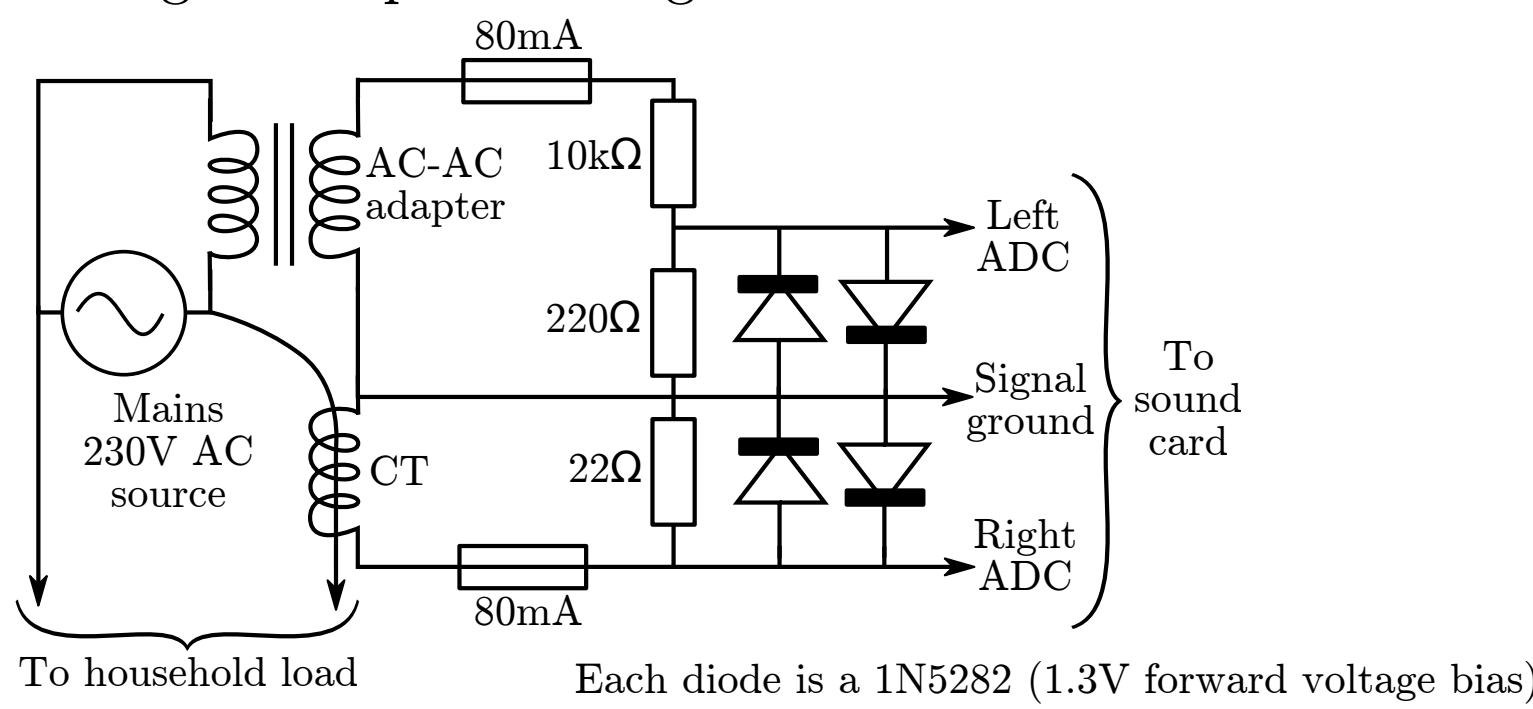 80mA
AC-AC
adapter
10kΩ
Left
ADC
220Ω
Mains
230V AC
source
Signal
ground
To
sound
card
CT
22Ω
Right
ADC
80mA
To household load
Each diode is a 1N5282 (1.3V forward voltage bias)